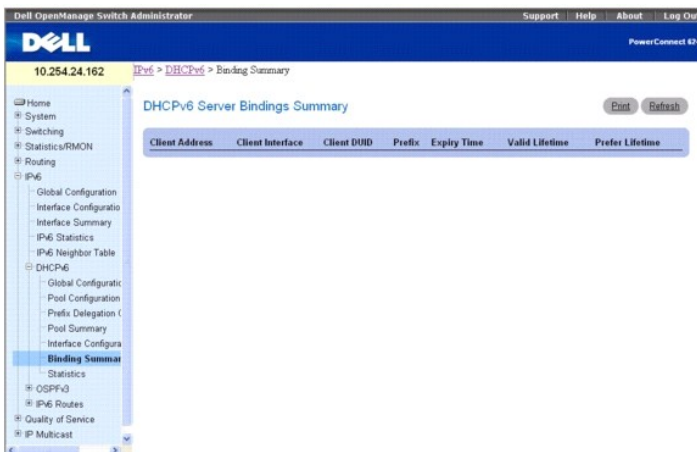 Dell OpenManage Switch Administrator Support Help About Log Ou
DELL
PowerConnect 62
10.254.24.162
IPv6 > DHCPv6 > Binding Summary
Home
System
Switching
Statistics/RMON
Routing
IPv6
Global Configuration
Interface Configuratio
Interface Summary
IPv6 Statistics
IPv6 Neighbor Table
DHCPv6
Global Configuratic
Pool Configuration
Prefix Delegation (
Pool Summary
Interface Configura
Binding Summar
Statistics
OSPFv3
IPv6 Routes
Quality of Service
IP Multicast
DHCPv6 Server Bindings Summary
Print Refresh
Client Address Client Interface Client DUID Prefix Expiry Time Valid Lifetime Prefer Lifetime